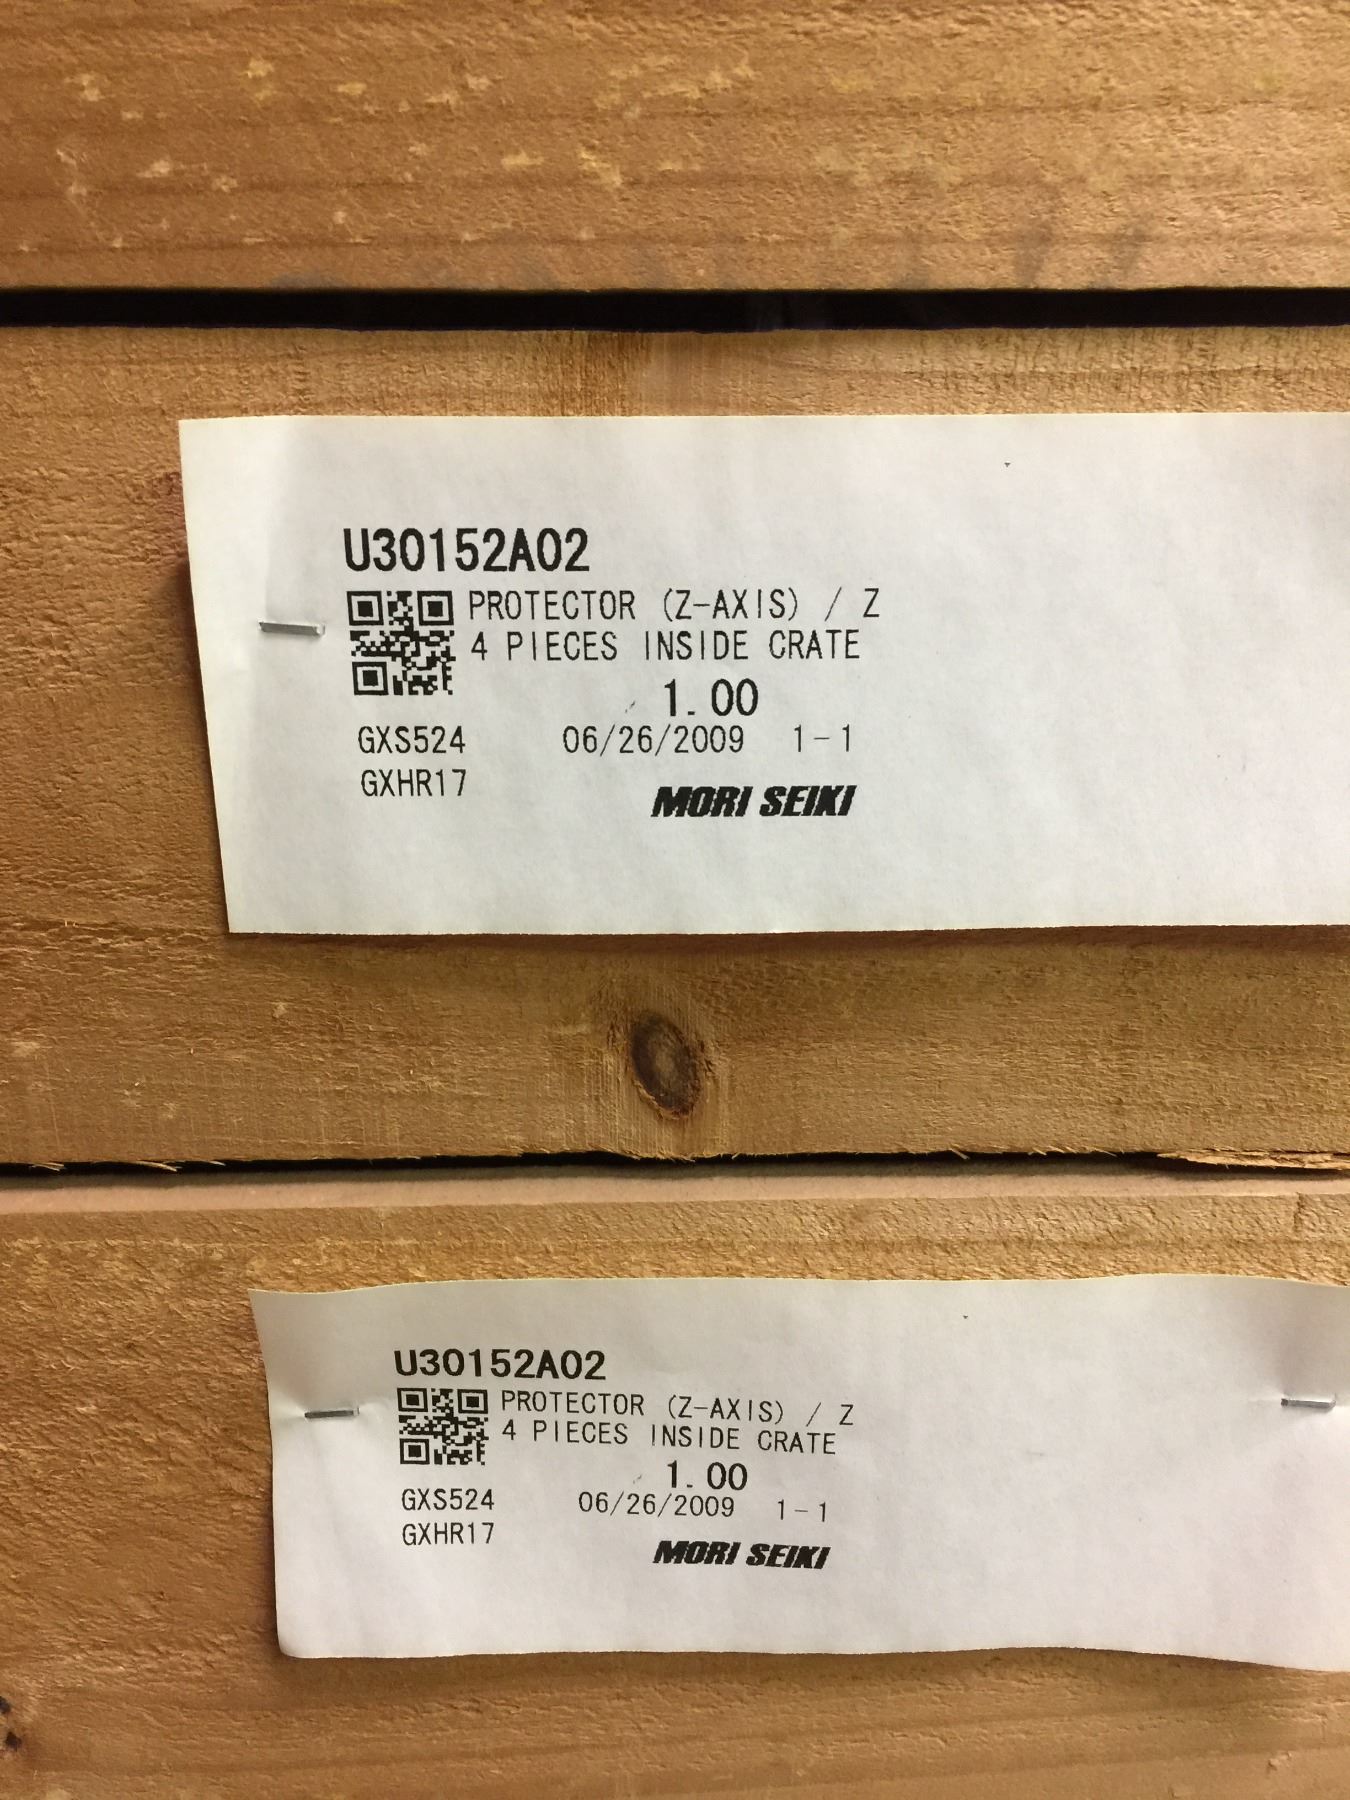 U30152A02
PROTECTOR (Z-AXIS) / Z
4 PIECES INSIDE CRATE
1.00
GXS524 06/26/2009 1-1
GXHR17
MORI SEIKI
U30152A02
PROTECTOR (Z-AXIS) / Z
4 PIECES INSIDE CRATE
1.00
GXS524 06/26/2009 1-1
GXHR17
MORI SEIKI